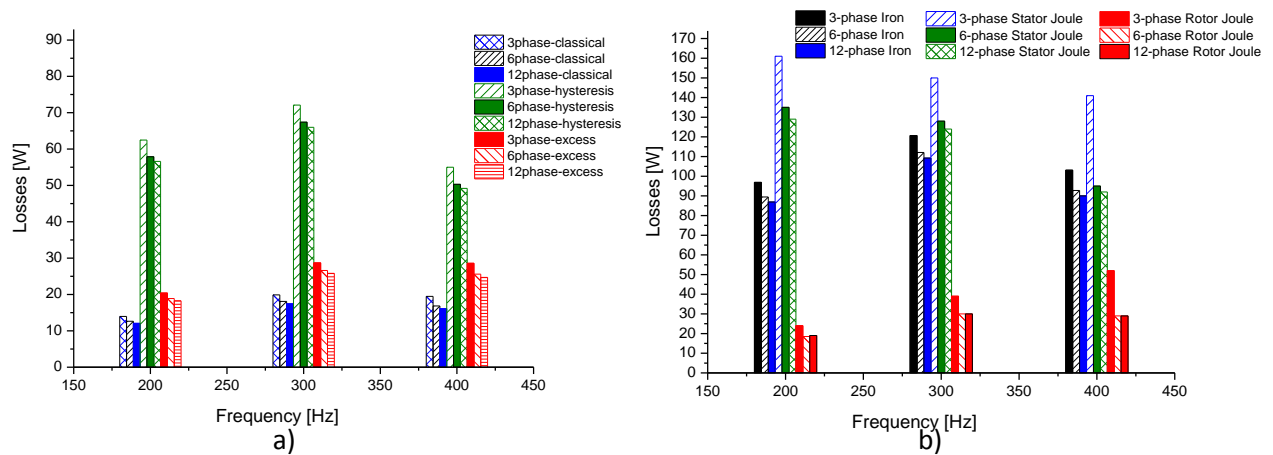 90
80
70
60
50
40
30
20
10
0
Losses [W]
150 200 250 300 350 400 450
Frequency [Hz]
3phase-classical
6phase-classical
12phase-classical
3phase-hysteresis
6phase-hysteresis
12phase-hysteresis
3phase-excess
6phase-excess
12phase-excess
a)
3-phase Iron 3-phase Stator Joule 3-phase Rotor Joule
6-phase Iron 6-phase Stator Joule 6-phase Rotor Joule
12-phase Iron 12-phase Stator Joule 12-phase Rotor Joule
170
160
150
140
130
120
110
100
90
80
70
60
50
40
30
20
10
0
Losses [W]
150 200 250 300 350 400 450
Frequency [Hz]
b)